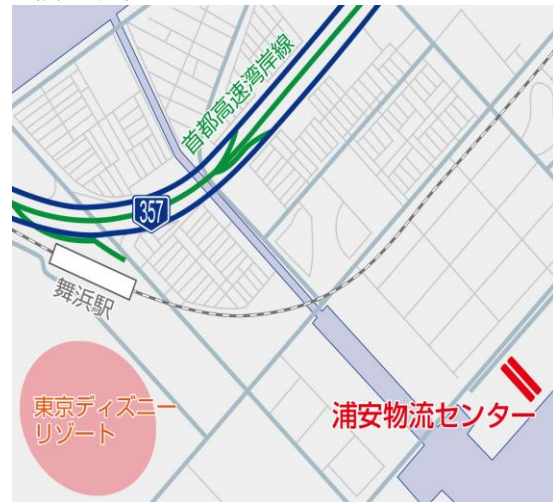 首都高速湾岸線
357
舞浜駅
東京ディズニー
リゾート
浦安物流センター